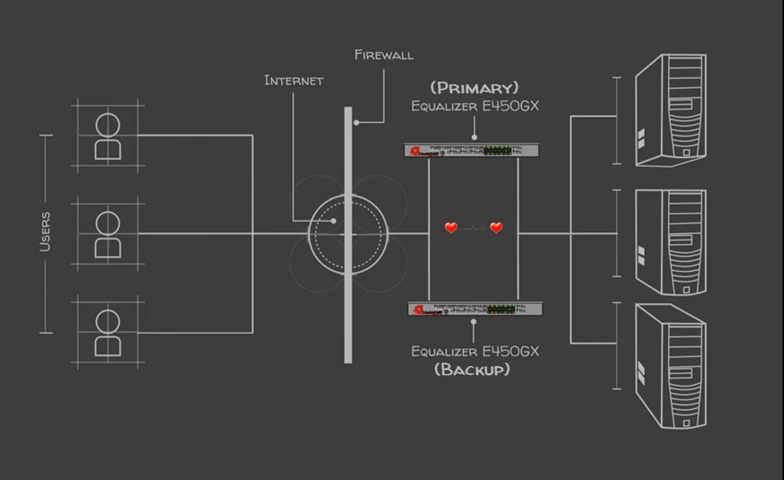 Firewall
Internet
(Primary)
Equalizer E450GX
Users
Equalizer E450GX
(Backup)